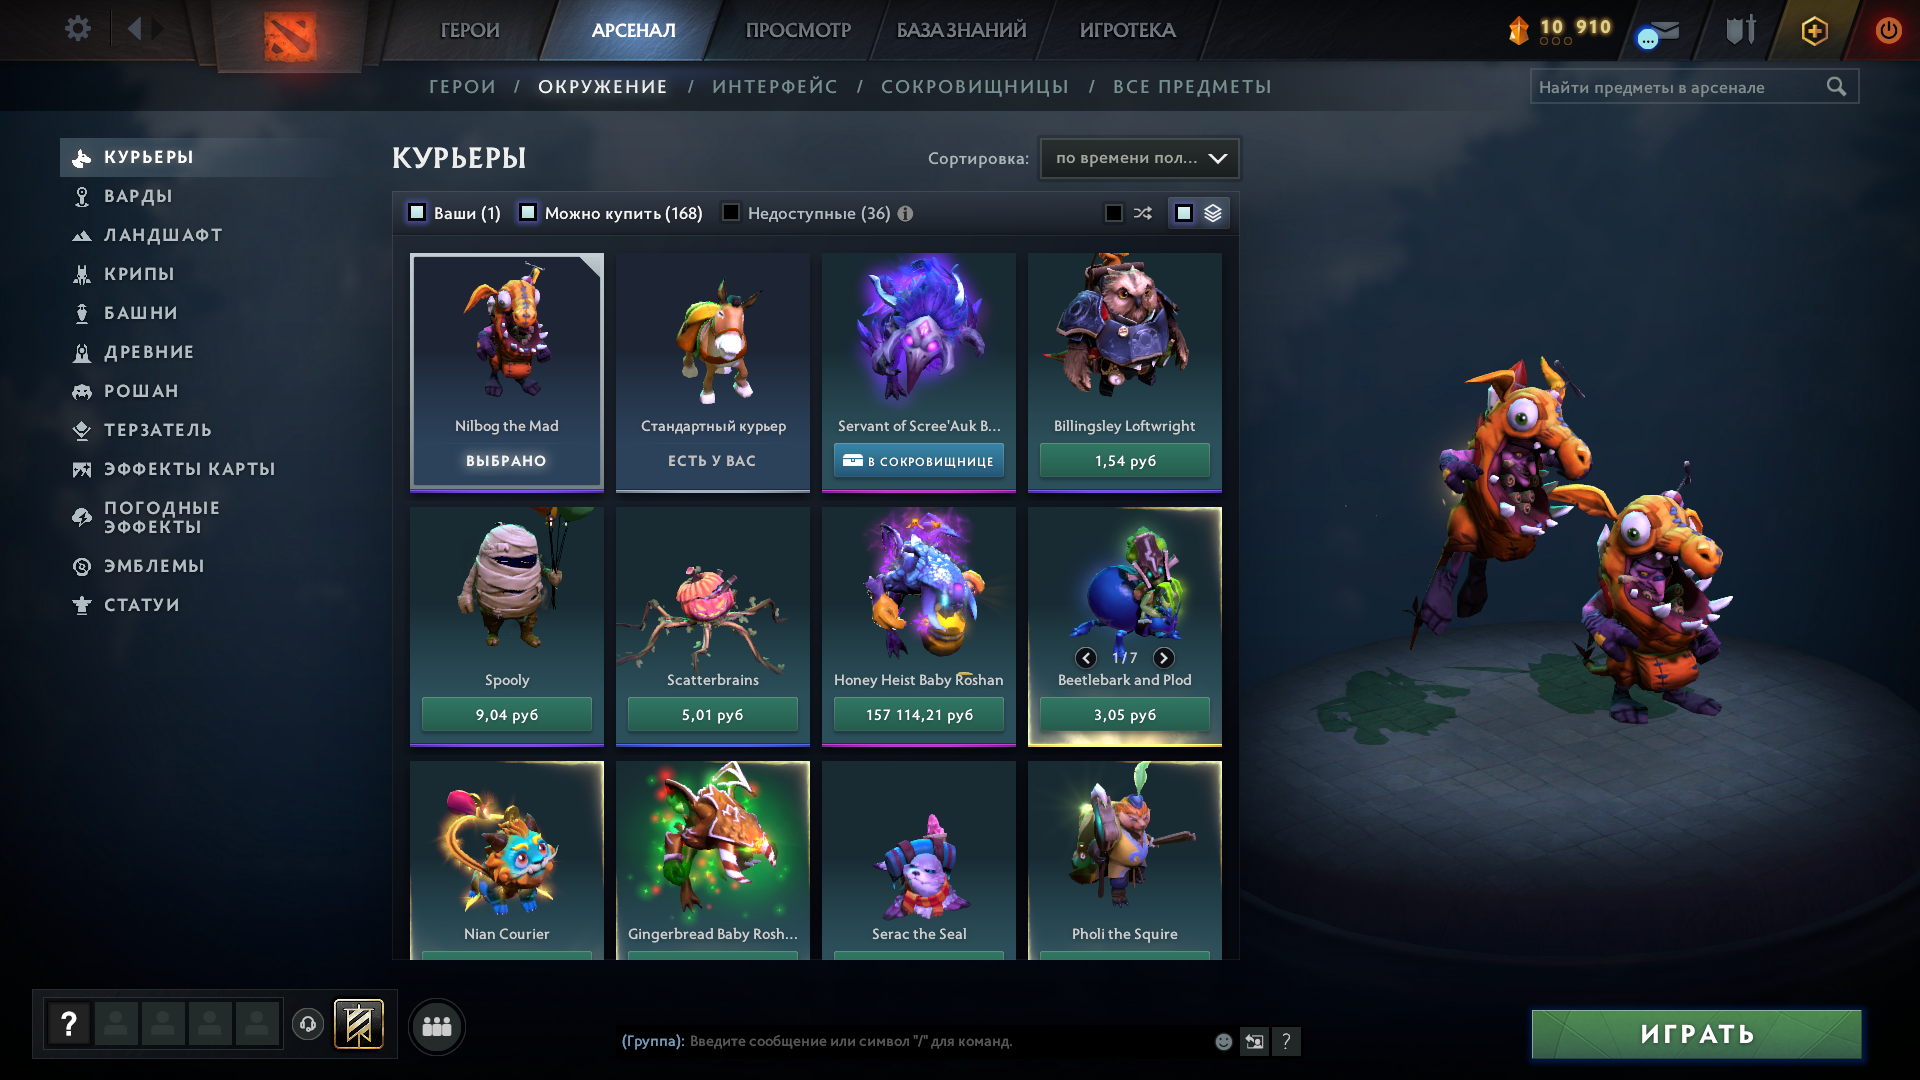 ГЕРОИ
АРСЕНАЛ
ПРОСМОТР
БАЗА ЗНАНИЙ
ИГРОТЕКА
10 910
ГЕРОИ / ОКРУЖЕНИЕ / ИНТЕРФЕЙС / СОКРОВИЩНИЦЫ / ВСЕ ПРЕДМЕТЫ
Найти предметы в арсенале
КУРЬЕРЫ
ВАРДЫ
ЛАНДШАФТ
КРИПЫ
БАШНИ
ДРЕВНИЕ
РОШАН
ТЕРЗАТЕЛЬ
ЭФФЕКТЫ КАРТЫ
ПОГОДНЫЕ
ЭФФЕКТЫ
ЭМБЛЕМЫ
СТАТУИ
КУРЬЕРЫ
Сортировка:
по времени пол...
Ваши (1)
Можно купить (168)
Недоступные (36)
Nilbog the Mad
ВЫБРАНО
Стандартный курьер
ЕСТЬ У ВАС
Servant of Scree'Auk B...
В СОКРОВИЩНИЦЕ
Billingsley Loftwright
1,54 руб
Spooly
9,04 руб
Scatterbrains
5,01 руб
Honey Heist Baby Roshan
157 114,21 руб
1/7
Beetlebark and Plod
3,05 руб
Nian Courier
Gingerbread Baby Rosh...
Serac the Seal
Pholi the Squire
?
(Группа): Введите сообщение или символ "/" для команд.
?
ИГРАТЬ